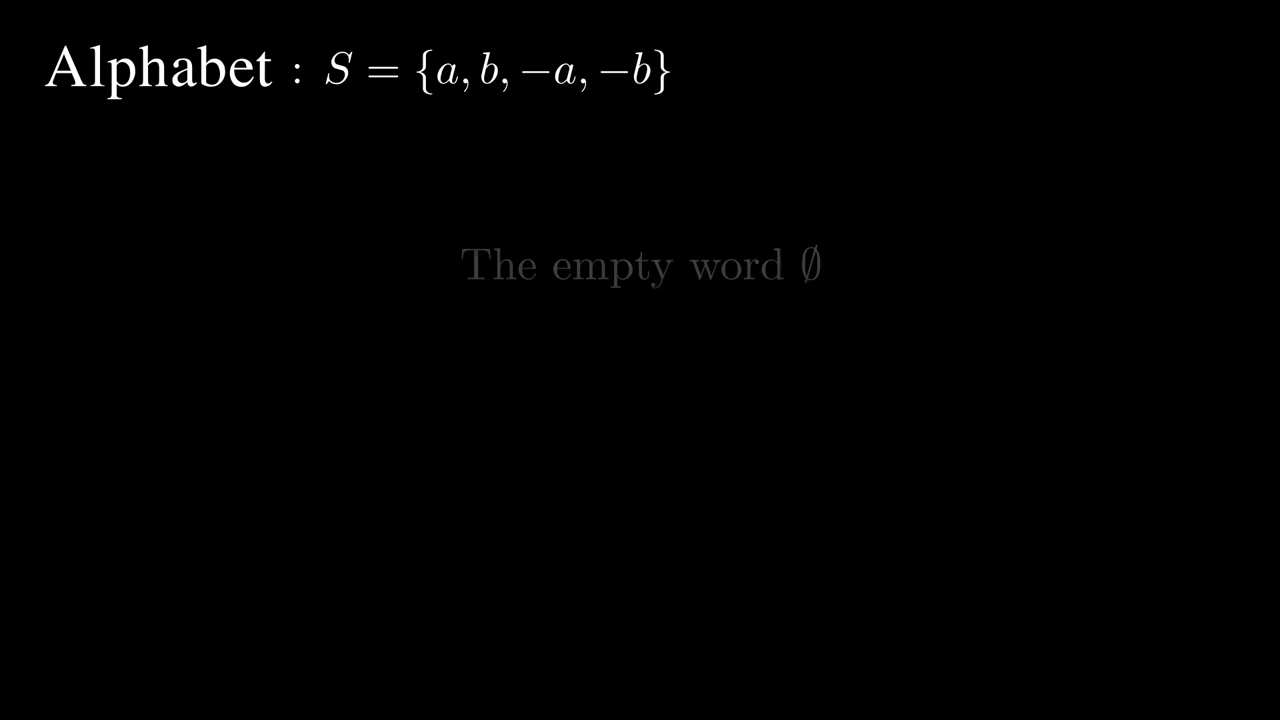 Alphabet : S = {a, b, −a, −b}
The empty word ∅